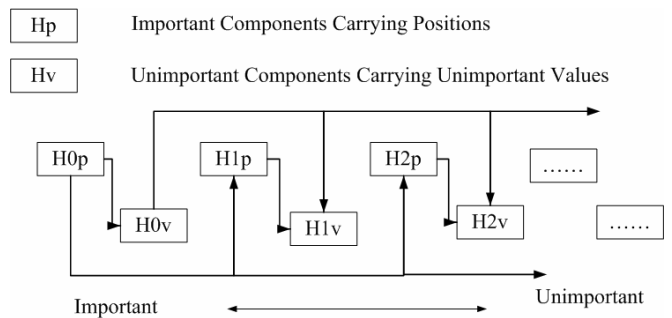 Hp Important Components Carrying Positions
Hv Unimportant Components Carrying Unimportant Values
H0p H1p H2p ......
H0v H1v H2v ......
Important Unimportant